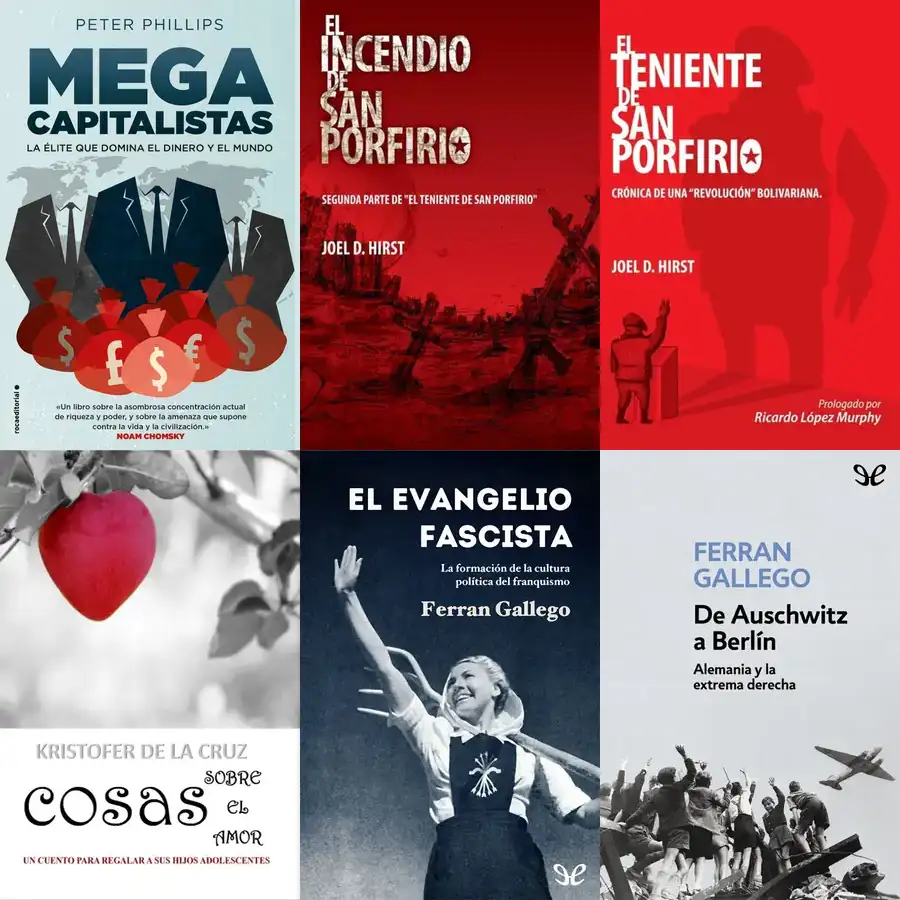 PETER PHILLIPS
MEGA
CAPITALISTAS
LA ÉLITE QUE DOMINA EL DINERO Y EL MUNDO
$
£
$
€
$
rocaeditorial
«Un libro sobre la asombrosa concentración actual
de riqueza y poder, y sobre la amenaza que supone
contra la vida y la civilización.»
NOAM CHOMSKY
EL
INCENDIO
DE
SAN
PORFIRIO
SEGUNDA PARTE DE "EL TENIENTE DE SAN PORFIRIO"
JOEL D. HIRST
EL
TENIENTE
DE
SAN
PORFIRIO
CRÓNICA DE UNA "REVOLUCIÓN" BOLIVARIANA.
JOEL D. HIRST
Prologado por
Ricardo López Murphy
KRISTOFER DE LA CRUZ
COSAS
SOBRE
EL
AMOR
UN CUENTO PARA REGALAR A SUS HIJOS ADOLESCENTES
EL EVANGELIO
FASCISTA
La formación de la cultura
política del franquismo
Ferran Gallego
FERRAN
GALLEGO
De Auschwitz
a Berlín
Alemania y la
extrema derecha